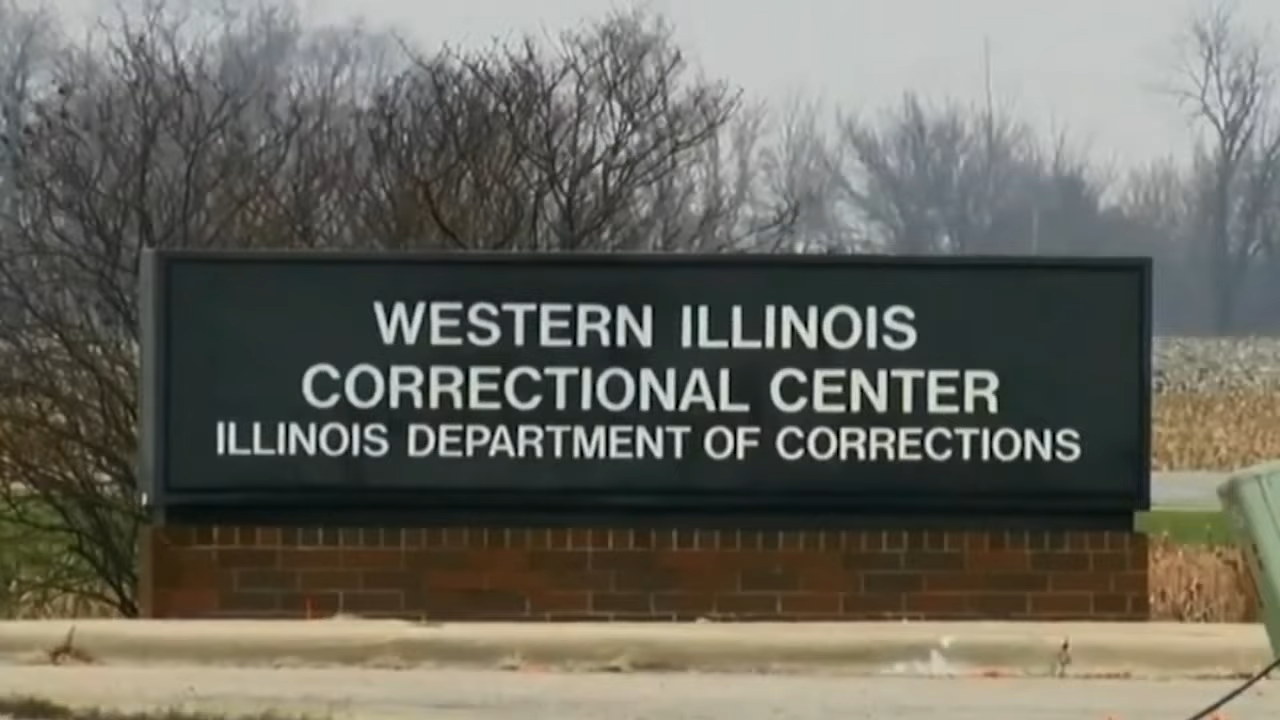 WESTERN ILLINOIS
CORRECTIONAL CENTER
ILLINOIS DEPARTMENT OF CORRECTIONS